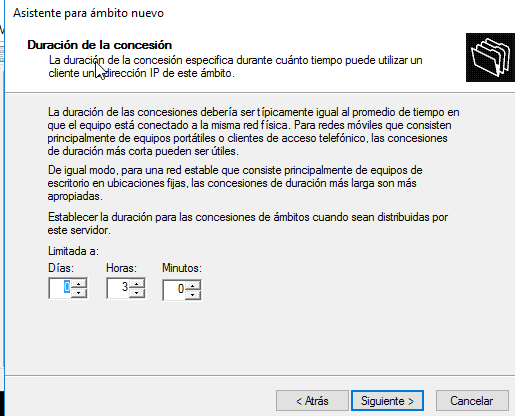 Asistente para ámbito nuevo
Duración de la concesión
La duración de la concesión especifica durante cuánto tiempo puede utilizar un
cliente un dirección IP de este ámbito.
La duración de las concesiones debería ser típicamente igual al promedio de tiempo en
que el equipo está conectado a la misma red física. Para redes móviles que consisten
principalmente de equipos portátiles o clientes de acceso telefónico, las concesiones
de duración más corta pueden ser útiles.
De igual modo, para una red estable que consiste principalmente de equipos de
escritorio en ubicaciones fijas, las concesiones de duración más larga son más
apropiadas.
Establecer la duración para las concesiones de ámbitos cuando sean distribuidas por
este servidor.
Limitada a:
Días: Horas: Minutos:
0 3 0
< Atrás Siguiente > Cancelar